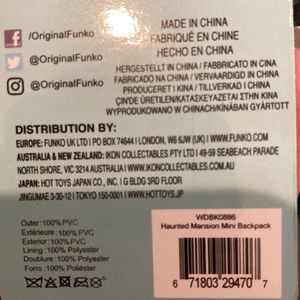 /OriginalFunko
@OriginalFunko
@OriginalFunko
MADE IN CHINA
FABRIQUÉ EN CHINE
HECHO EN CHINA
HERGESTELLT IN CHINA / FABBRICATO IN CINA
FABRICADO NA CHINA / VERVAARDIGD IN CHINA
PRODUCERET I KINA / TILLVERKAD I CHINA
ÇIN'DE ÜRETILEN/ΚΑΤΑΣΚΕΥΑΖΕΤΑΙ ΣΤΗΝ ΚΙΝΑ
WYPRODUKOWANO W CHINACH/KÍNÁBAN GYÁRTOTT
DISTRIBUTION BY:
EUROPE: FUNKO UK LTD | PO BOX 74644 | LONDON, W6 6JW | WWW.FUNKO.COM
AUSTRALIA & NEW ZEALAND: IKON COLLECTABLES PTY LTD | 49-59 SEABEACH PARADE
NORTH SHORE, VIC 3214 AUSTRALIA | WWW.IKONCOLLECTABLES.COM.AU
JAPAN: HOT TOYS JAPAN CO., INC | G BLDG 3RD FLOOR
JINGUMAE 3-30-12 | TOKYO 150-0001 | WWW.HOTTOYS.JP
Outer: 100% PVC
Extérieure : 100% PVC
Exterior: 100% PVC
Lining : 100% Polyester
Doublure : 100% Polyester
Forro : 100% Poliéster
WDBK0886
Haunted Mansion Mini Backpack
6 71803 29470 7